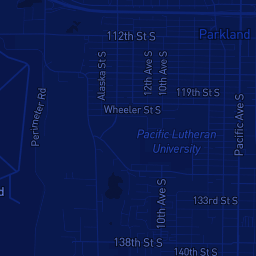 112th St S
Parkland
Alaska St S
12th Ave S
10th Ave S
119th St S
Wheeler St S
Perimeter Rd
Pacific Ave S
Pacific Lutheran
University
10th Ave S
133rd St S
138th St S
140th St S